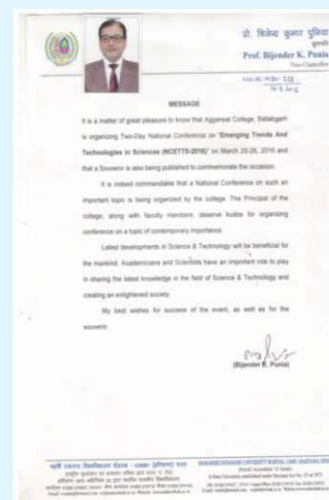 प्रो. बिजेन्द्र कुमार पुनिया
कुलपति
Prof. Bijender K. Punia
Vice Chancellor
MESSAGE
It is a matter of great pleasure to know that Aggarwal College, Ballabgarh
is organizing Two-Day National Conference on "Emerging Trends And
Technologies in Sciences (NCETTS-2016)" on March 25-26, 2016 and
that a Souvenir is also being published to commemorate the occasion.
It is indeed commendable that a National Conference on such an
important topic is being organized by the college. The Principal of the
college, along with faculty members, deserve kudos for organizing
conference on a topic of contemporary importance.
Latest developments in Science & Technology will be beneficial for
the mankind. Academicians and Scientists have an important role to play
in sharing the latest knowledge in the field of Science & Technology and
creating an enlightened society.
My best wishes for success of the event, as well as for the
souvenir.
(Bijender K. Punia)